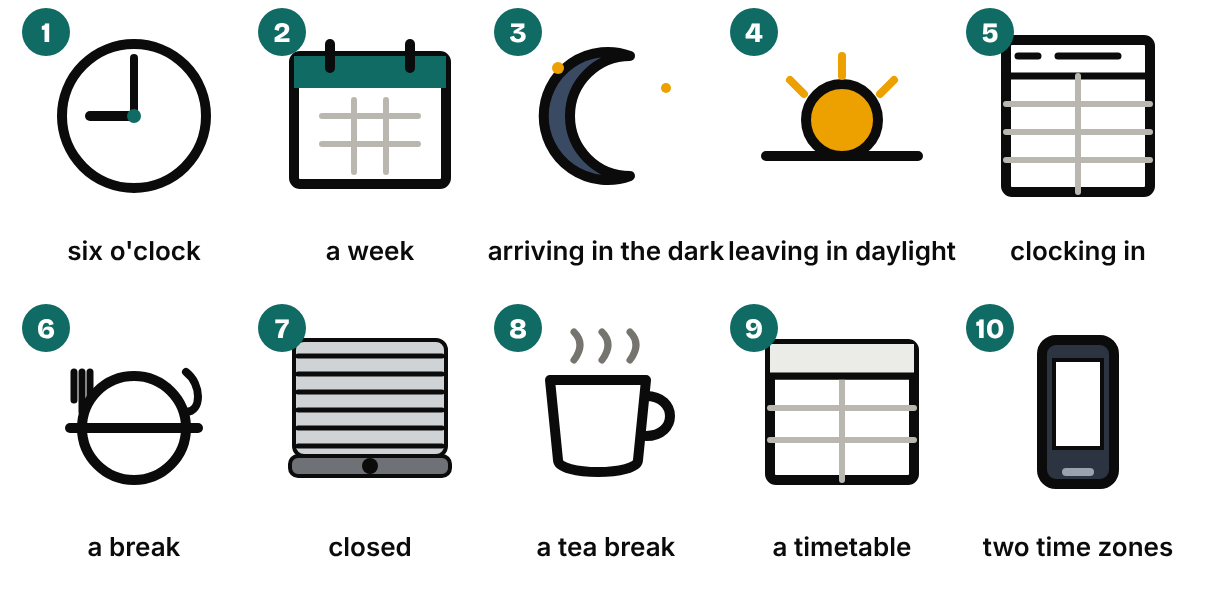 1
2
3
4
5
six o'clock
a week
arriving in the dark
leaving in daylight
clocking in
6
7
8
9
10
a break
closed
a tea break
a timetable
two time zones